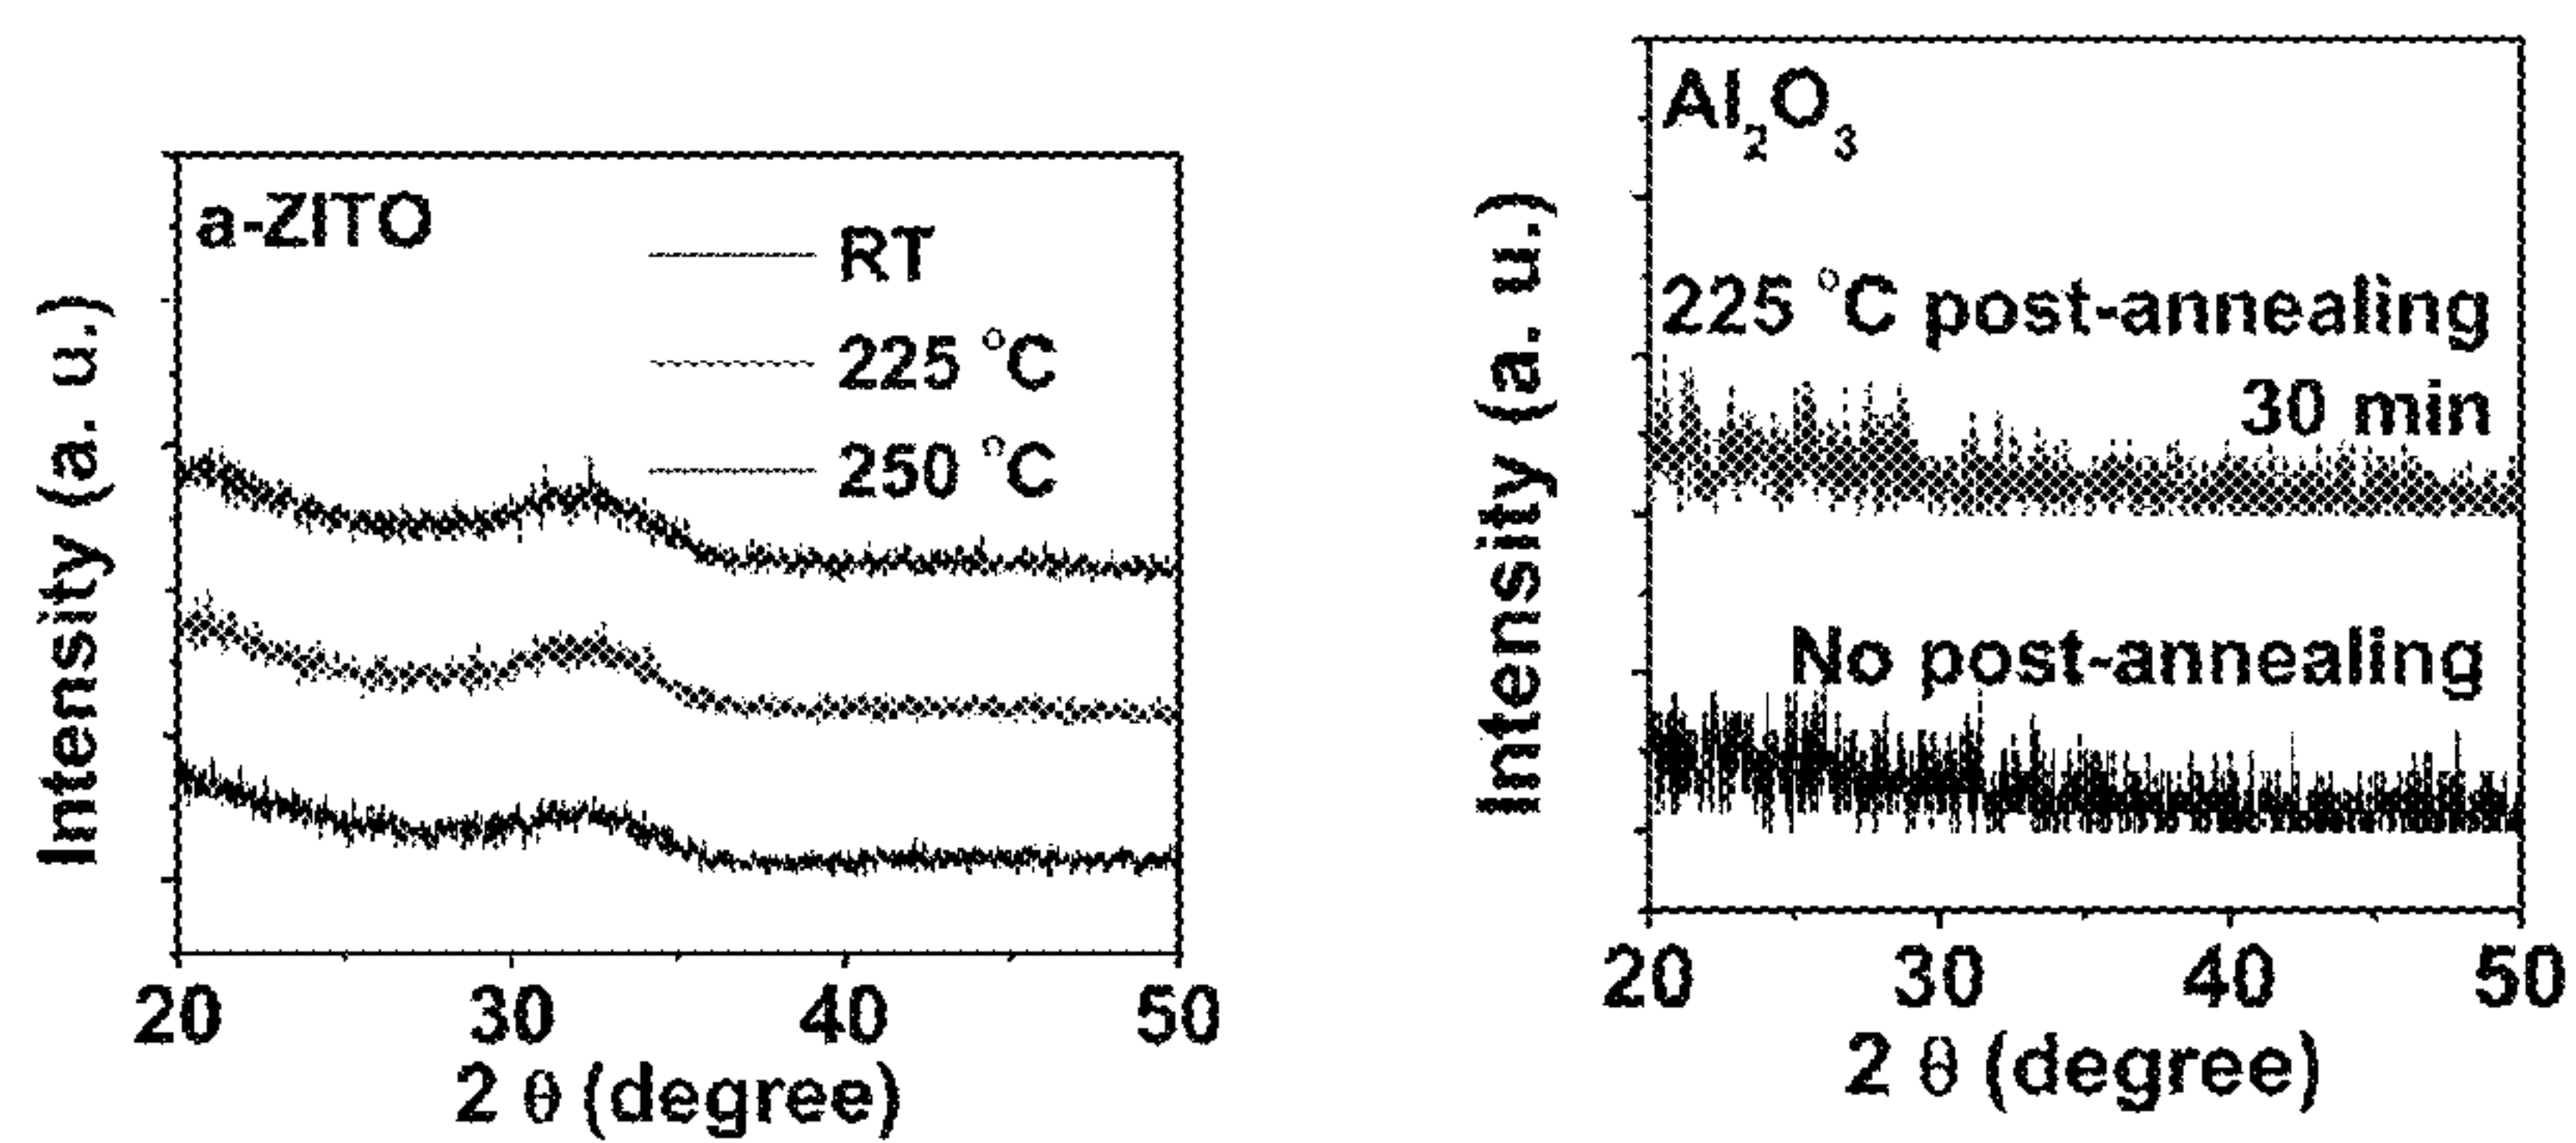 a-ZITO
RT
225 °C
250 °C
Intensity (a. u.)
20 30 40 50
2 θ (degree)
Al₂O₃
225 °C post-annealing
30 min
No post-annealing
Intensity (a. u.)
20 30 40 50
2 θ (degree)